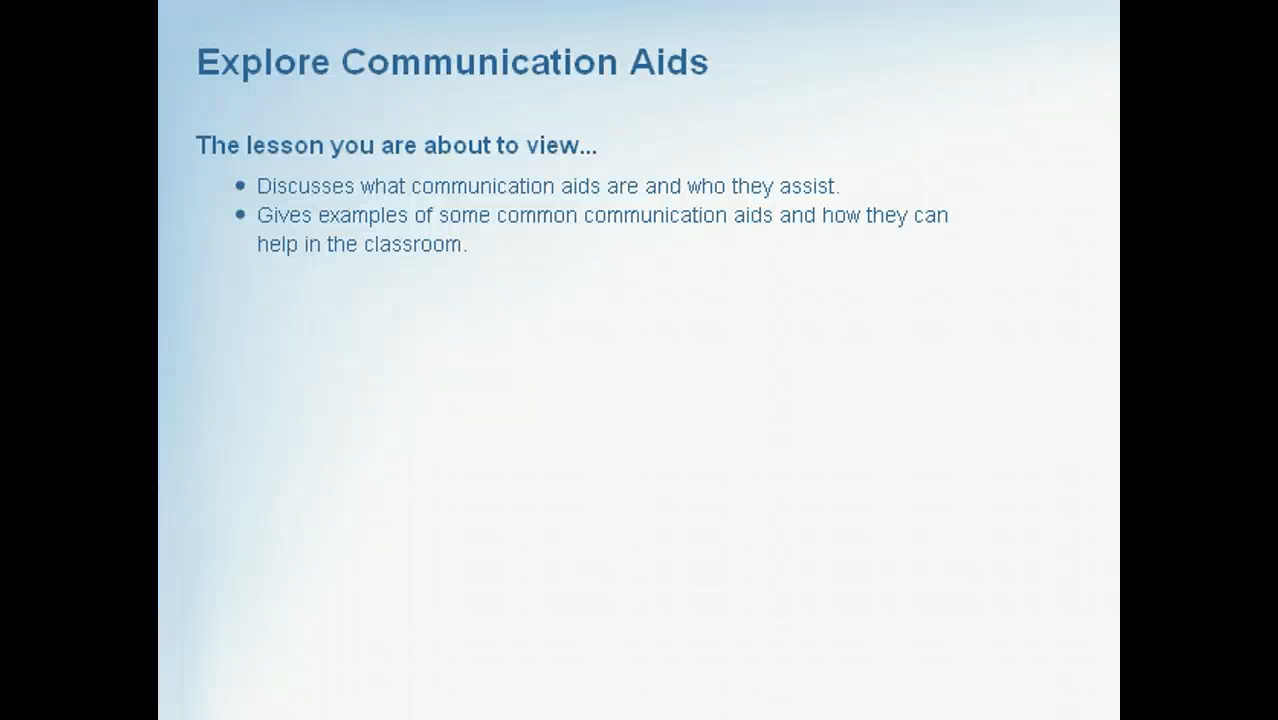 Explore Communication Aids
The lesson you are about to view...
• Discusses what communication aids are and who they assist.
• Gives examples of some common communication aids and how they can
help in the classroom.